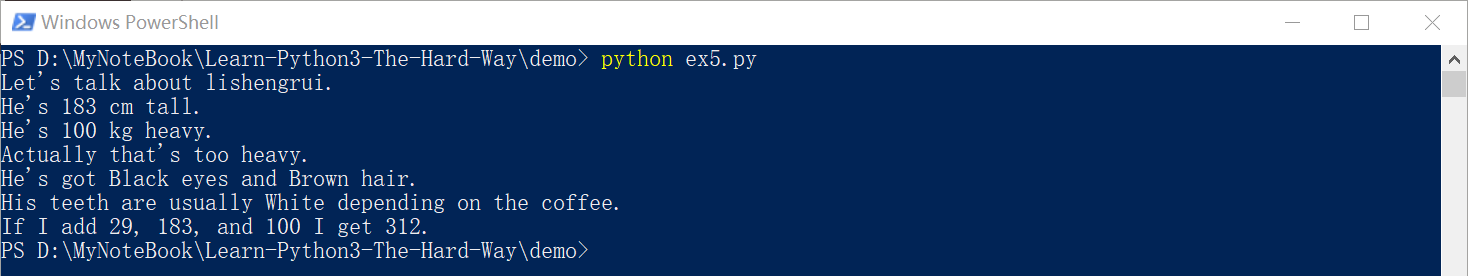 Windows PowerShell
PS D:\MyNoteBook\Learn-Python3-The-Hard-Way\demo> python ex5.py
Let's talk about lishengrui.
He's 183 cm tall.
He's 100 kg heavy.
Actually that's too heavy.
He's got Black eyes and Brown hair.
His teeth are usually White depending on the coffee.
If I add 29, 183, and 100 I get 312.
PS D:\MyNoteBook\Learn-Python3-The-Hard-Way\demo>